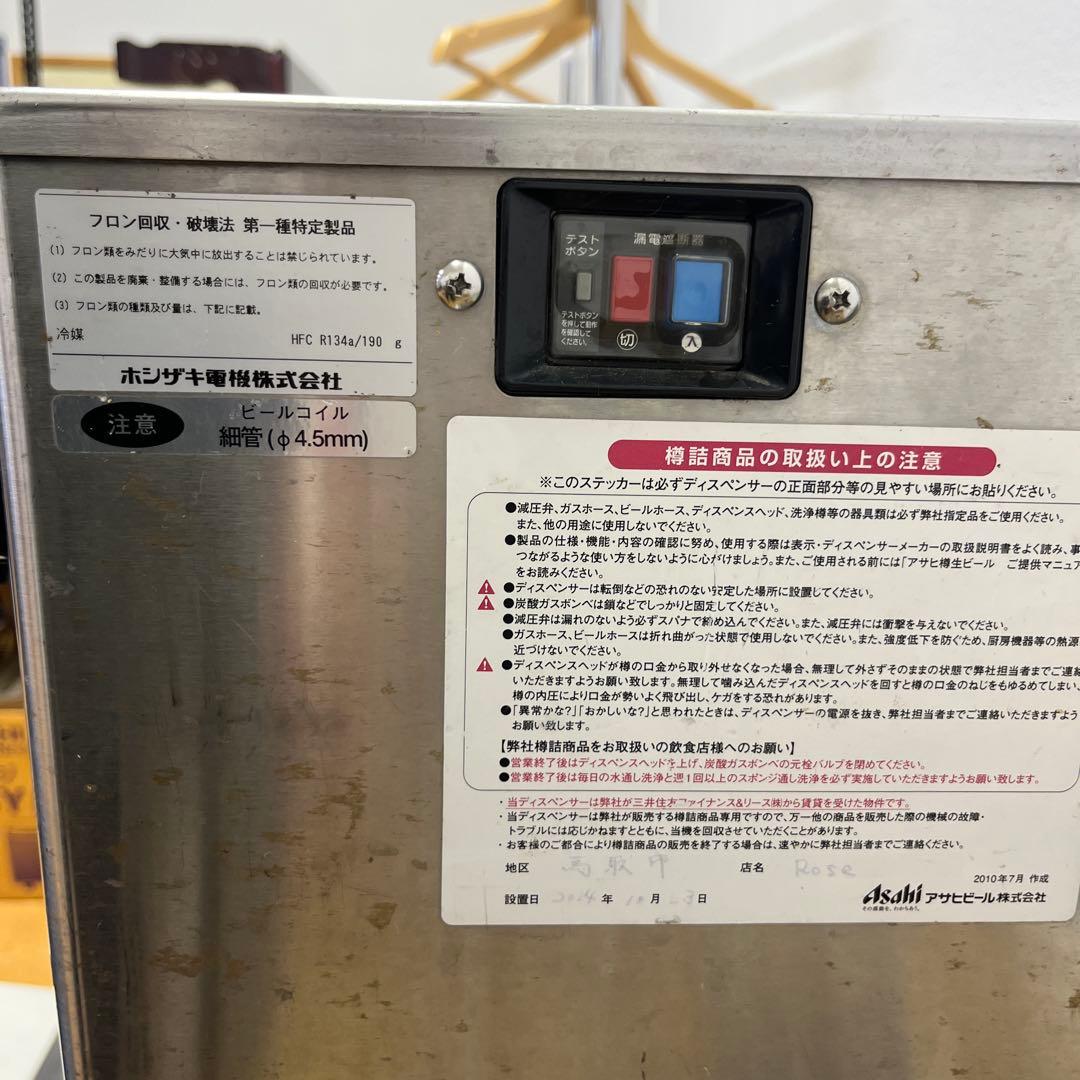 フロン回収・破壊法 第一種特定製品
(1) フロン類をみだりに大気中に放出することは禁じられています。
(2) この製品を廃棄・整備する場合には、フロン類の回収が必要です。
(3) フロン類の種類及び量は、下記に記載。
冷媒 HFC R134a/190 g
ホシザキ電機株式会社
注意
ビールコイル
細管(φ4.5mm)
テスト
ボタン
漏電遮断器
テストボタン
を押して動作
を確認して
ください。
切
入
樽詰商品の取扱い上の注意
※このステッカーは必ずディスペンサーの正面部分等の見やすい場所にお貼りください。
●減圧弁、ガスホース、ビールホース、ディスペンスヘッド、洗浄樽等の器具類は必ず弊社指定品をご使用ください。
また、他の用途に使用しないでください。
●製品の仕様・機能・内容の確認に努め、使用する際は表示・ディスペンサーメーカーの取扱説明書をよく読み、事
つながるような使い方をしないように心がけましょう。また、ご使用される前には「アサヒ樽生ビール ご提供マニュア
をお読みください。
●ディスペンサーは転倒などの恐れのない安定した場所に設置してください。
●炭酸ガスボンベは鎖などでしっかりと固定してください。
●減圧弁は漏れのないよう必ずスパナで締め込んでください。また、減圧弁には衝撃を与えないでください。
●ガスホース、ビールホースは折れ曲がった状態で使用しないでください。また、強度低下を防ぐため、厨房機器等の熱源
近づけないでください。
●ディスペンスヘッドが樽の口金から取り外せなくなった場合、無理して外さずそのままの状態で弊社担当者までご連絡
いただきますようお願い致します。無理して噛み込んだディスペンスヘッドを回すと樽の口金のねじをもゆるめてしまい、
樽の内圧により口金が勢いよく飛び出し、ケガをする恐れがあります。
●「異常かな?」「おかしいな?」と思われたときは、ディスペンサーの電源を抜き、弊社担当者までご連絡いただきますよう
お願い致します。
【弊社樽詰商品をお取扱いの飲食店様へのお願い】
●営業終了後はディスペンスヘッドを上げ、炭酸ガスボンベの元栓バルブを閉めてください。
●営業終了後は毎日の水通し洗浄と週1回以上のスポンジ通し洗浄を必ず実施していただきますようお願い致します。
・当ディスペンサーは弊社が三井住友ファイナンス&リース㈱から賃貸を受けた物件です。
・当ディスペンサーは弊社が販売する樽詰商品専用ですので、万一他の商品を販売した際の機械の故障・
トラブルには応じかねますとともに、当機を回収させていただくことがあります。
・お客様のご都合により樽詰商品の販売を終了する場合は、速やかに弊社担当者までご連絡ください。
地区 店名 Rose
2010年7月 作成
設置日 年 月 日
Asahi アサヒビール株式会社
その感動を、わかちあう。